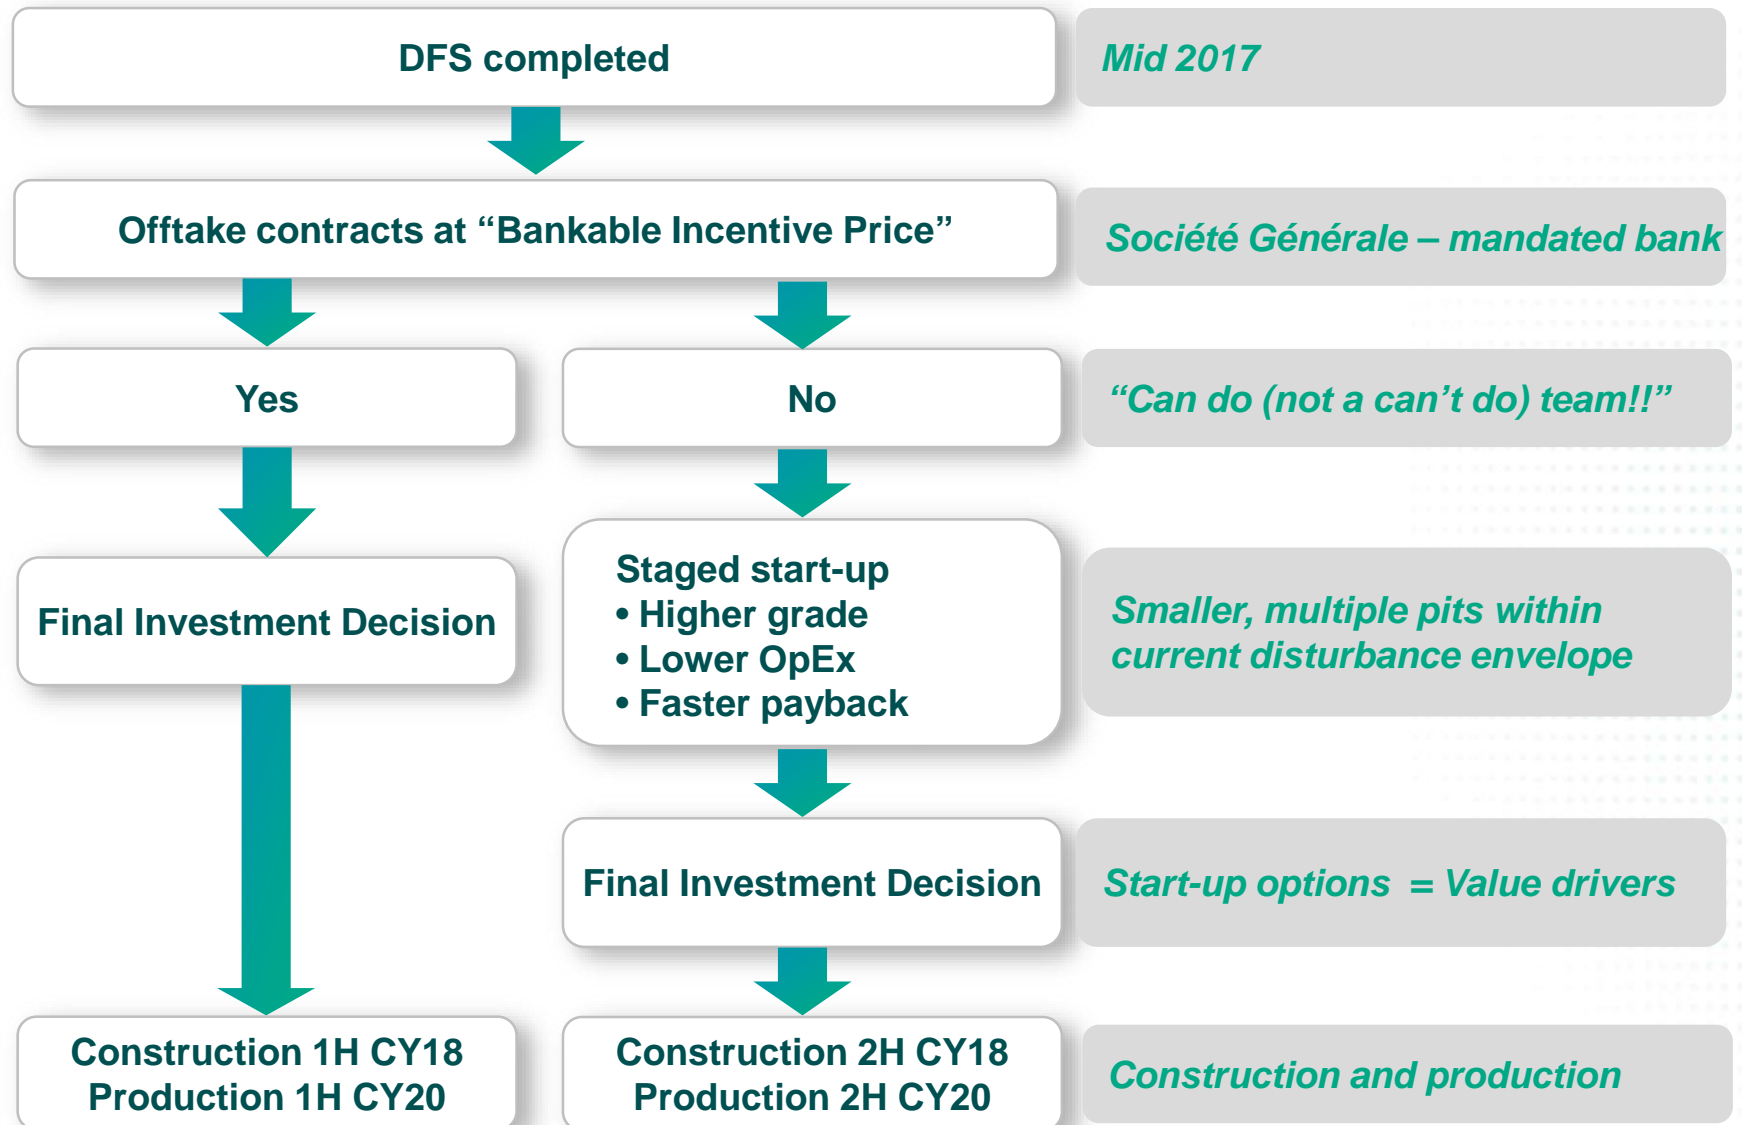 DFS completed
Mid 2017
Offtake contracts at “Bankable Incentive Price”
Société Générale – mandated bank
Yes
No
“Can do (not a can’t do) team!!”
Final Investment Decision
Staged start-up
• Higher grade
• Lower OpEx
• Faster payback
Smaller, multiple pits within
current disturbance envelope
Final Investment Decision
Start-up options = Value drivers
Construction 1H CY18
Production 1H CY20
Construction 2H CY18
Production 2H CY20
Construction and production